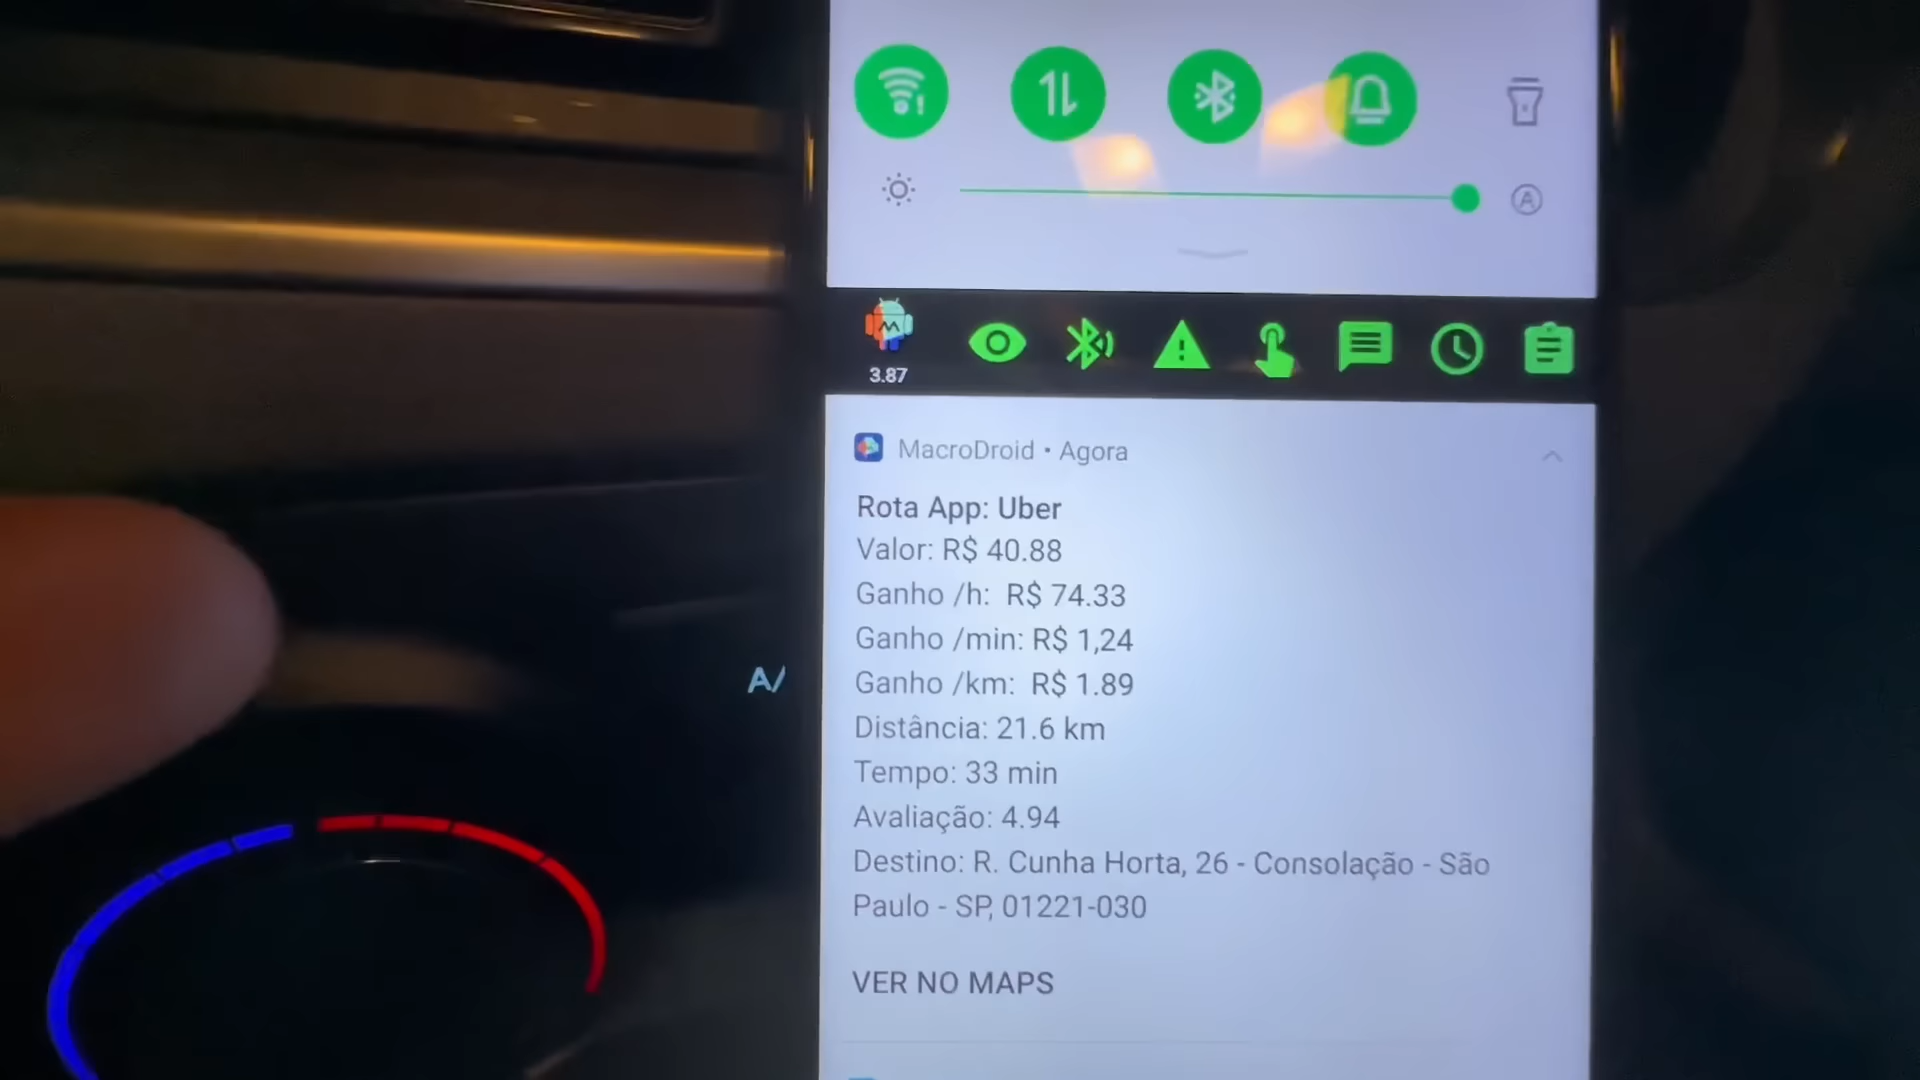 A
3.87
MacroDroid • Agora
Rota App: Uber
Valor: R$ 40.88
Ganho /h: R$ 74.33
Ganho /min: R$ 1,24
Ganho /km: R$ 1.89
A/
Distância: 21.6 km
Tempo: 33 min
Avaliação: 4.94
Destino: R. Cunha Horta, 26 - Consolação - São
Paulo - SP, 01221-030
VER NO MAPS